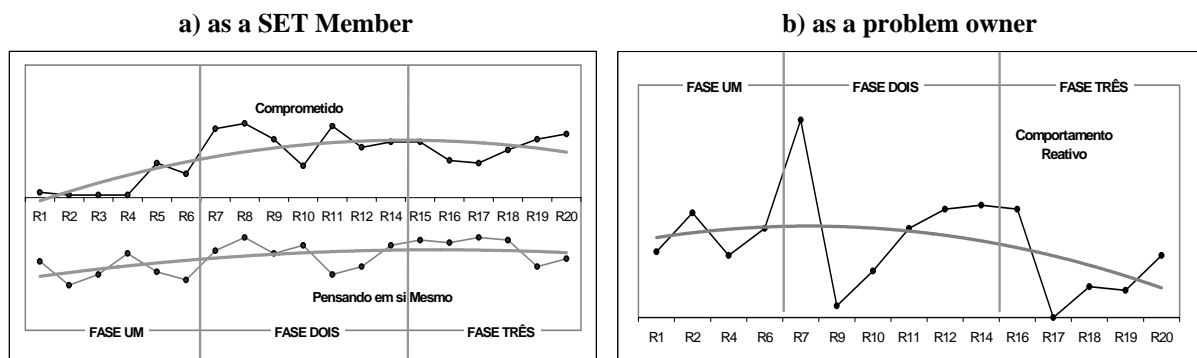 a) as a SET Member
Comprometido
R1 R2 R3 R4 R5 R6 R7 R8 R9 R10 R11 R12 R14 R15 R16 R17 R18 R19 R20
Pensando em si Mesmo
FASE UM FASE DOIS FASE TRÊS
b) as a problem owner
FASE UM FASE DOIS FASE TRÊS
Comportamento
Reativo
R1 R2 R4 R6 R7 R9 R10 R11 R12 R14 R16 R17 R18 R19 R20